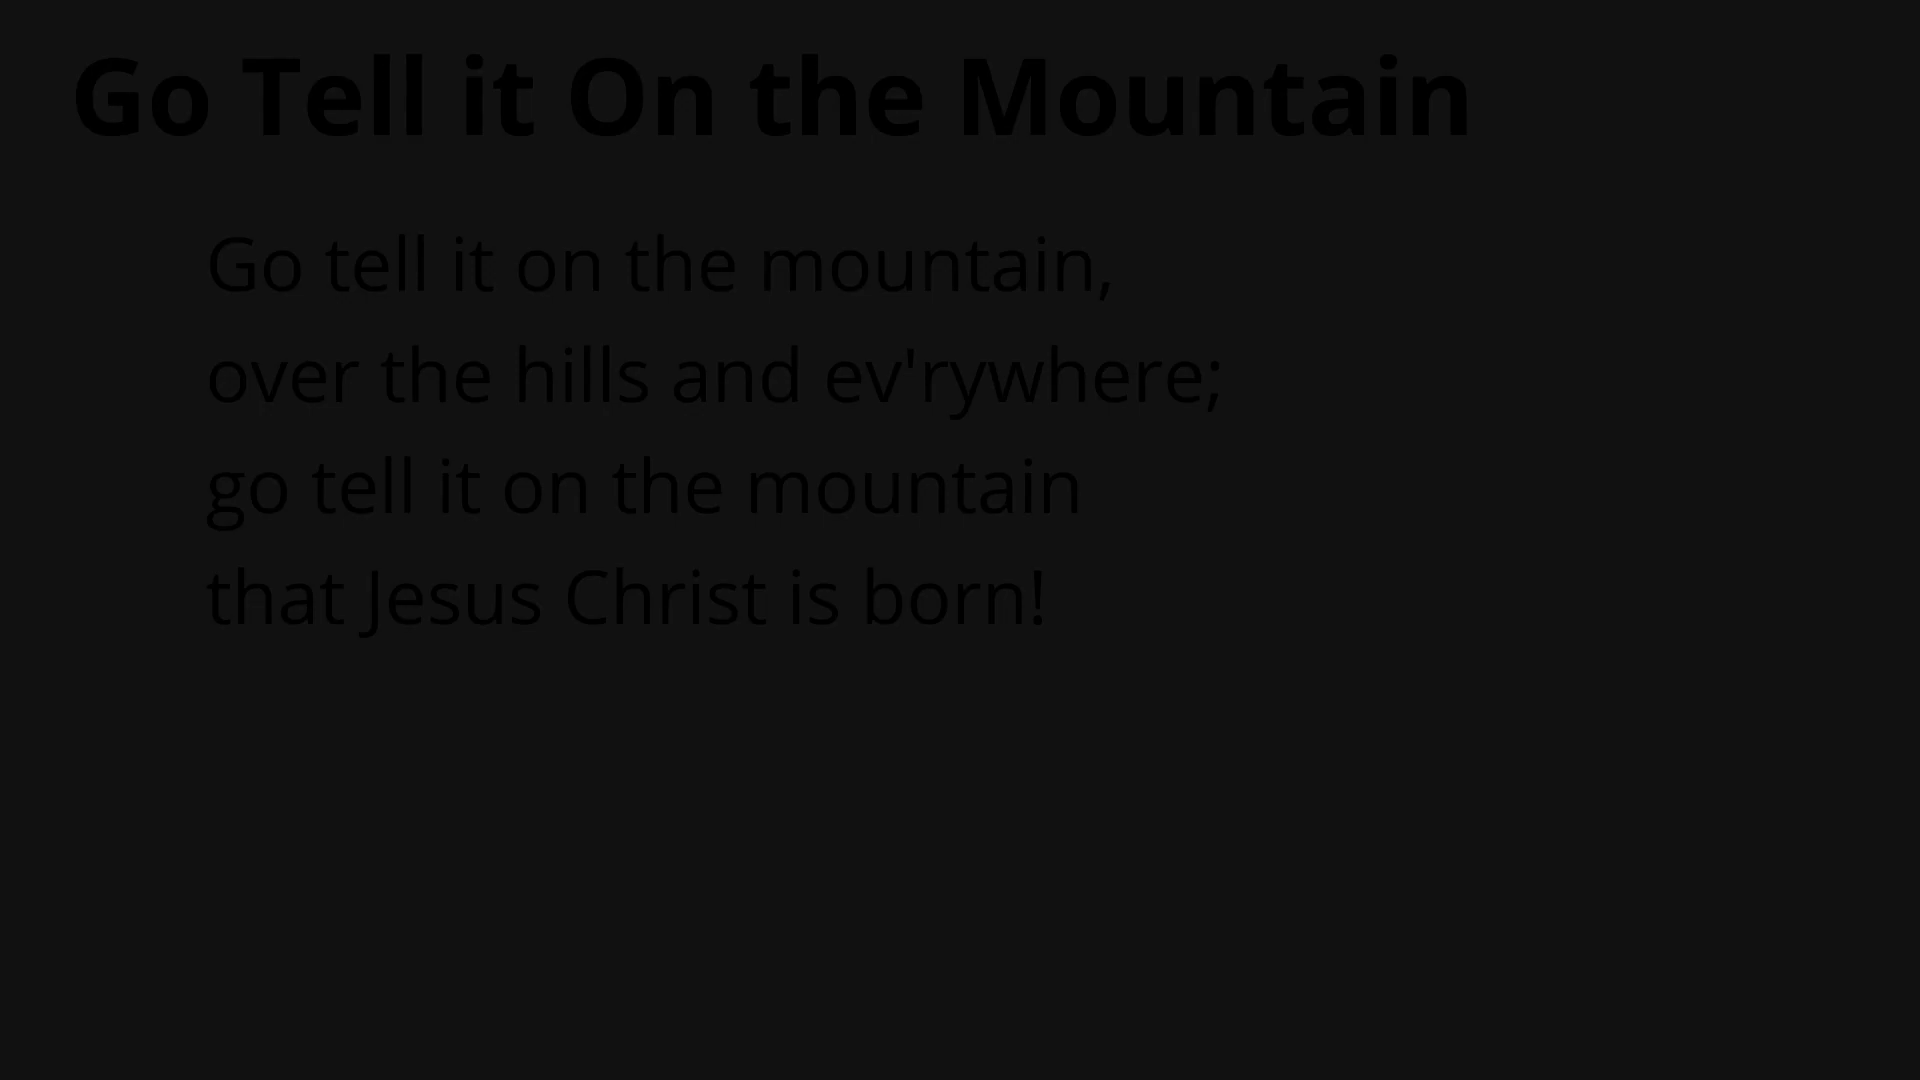 Go Tell it On the Mountain
Go tell it on the mountain,
over the hills and ev'rywhere;
go tell it on the mountain
that Jesus Christ is born!